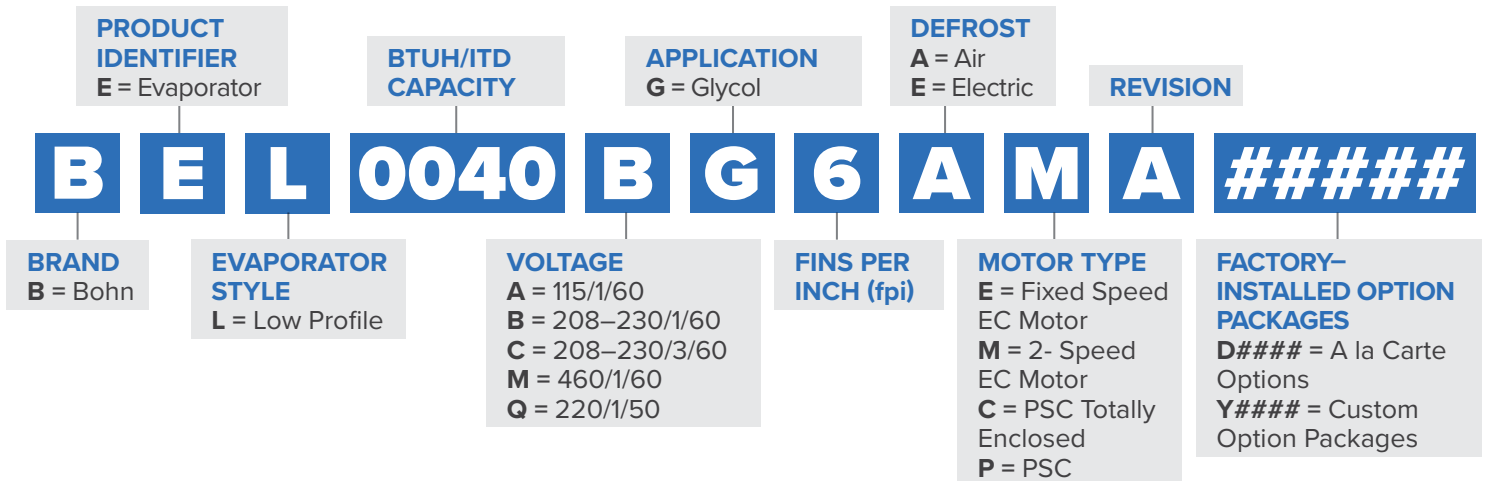 PRODUCT
IDENTIFIER
E = Evaporator
BTUH/ITD
CAPACITY
APPLICATION
G = Glycol
DEFROST
A = Air
E = Electric
REVISION
B E L 0040 B G 6 A M A #####
BRAND
B = Bohn
EVAPORATOR
STYLE
L = Low Profile
VOLTAGE
A = 115/1/60
B = 208–230/1/60
C = 208–230/3/60
M = 460/1/60
Q = 220/1/50
FINS PER
INCH (fpi)
MOTOR TYPE
E = Fixed Speed
EC Motor
M = 2- Speed
EC Motor
C = PSC Totally
Enclosed
P = PSC
FACTORY–
INSTALLED OPTION
PACKAGES
D#### = A la Carte
Options
Y#### = Custom
Option Packages